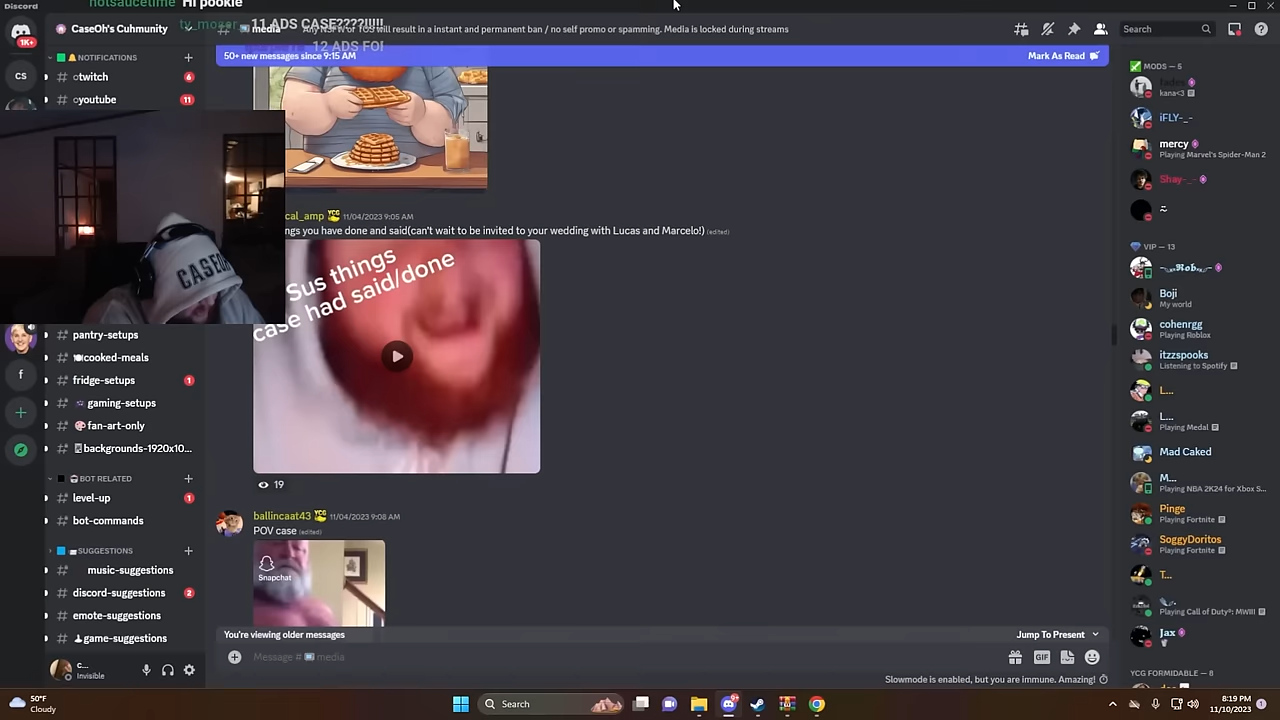 Discord
notsaucetime Hi pookie
tv_moser 11 ADS CASE????!!!!!
12 ADS FOR
1K+
CaseOh's Cuhmunity
# media
Any NSFW or TOS will result in a instant and permanent ban / no self promo or spamming. Media is locked during streams
Search
50+ new messages since 9:15 AM
Mark As Read
NOTIFICATIONS
twitch
6
youtube
11
CS
CASEOH
pantry-setups
cooked-meals
fridge-setups
1
gaming-setups
fan-art-only
backgrounds-1920x10...
BOT RELATED
level-up
1
bot-commands
SUGGESTIONS
music-suggestions
discord-suggestions
2
emote-suggestions
game-suggestions
f
c...
Invisible
cal_amp YCG 11/04/2023 9:05 AM
ngs you have done and said(can't wait to be invited to your wedding with Lucas and Marcelo!) (edited)
Sus things
case had said/done
19
ballincaat43 YCG 11/04/2023 9:08 AM
POV case (edited)
Snapchat
You're viewing older messages
Jump To Present
Message # media
GIF
Slowmode is enabled, but you are immune. Amazing!
MODS — 5
kana<3
iFLY-_-
mercy
Playing Marvel's Spider-Man 2
Shay-_-
~
VIP — 13
Rob
Boji
My world
cohenrgg
Playing Roblox
itzzspooks
Listening to Spotify
L...
L...
Playing Medal
Mad Caked
M...
Playing NBA 2K24 for Xbox S...
Pinge
Playing Fortnite
SoggyDoritos
Playing Fortnite
T...
Playing Call of Duty®: MWIII
Jax
YCG FORMIDABLE — 8
50°F
Cloudy
Search
8:19 PM
11/10/2023